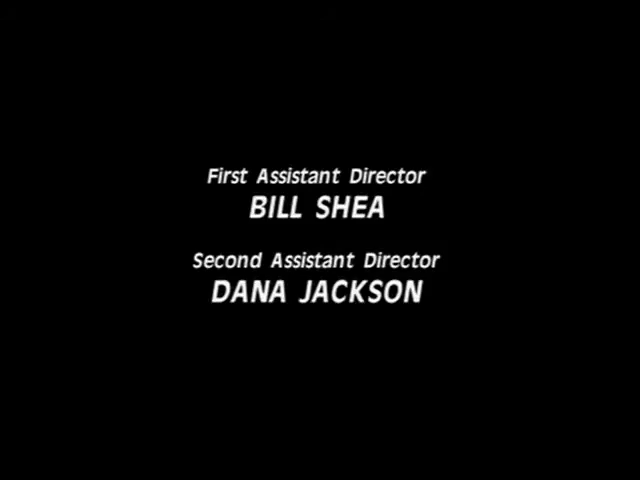 First Assistant Director
BILL SHEA
Second Assistant Director
DANA JACKSON